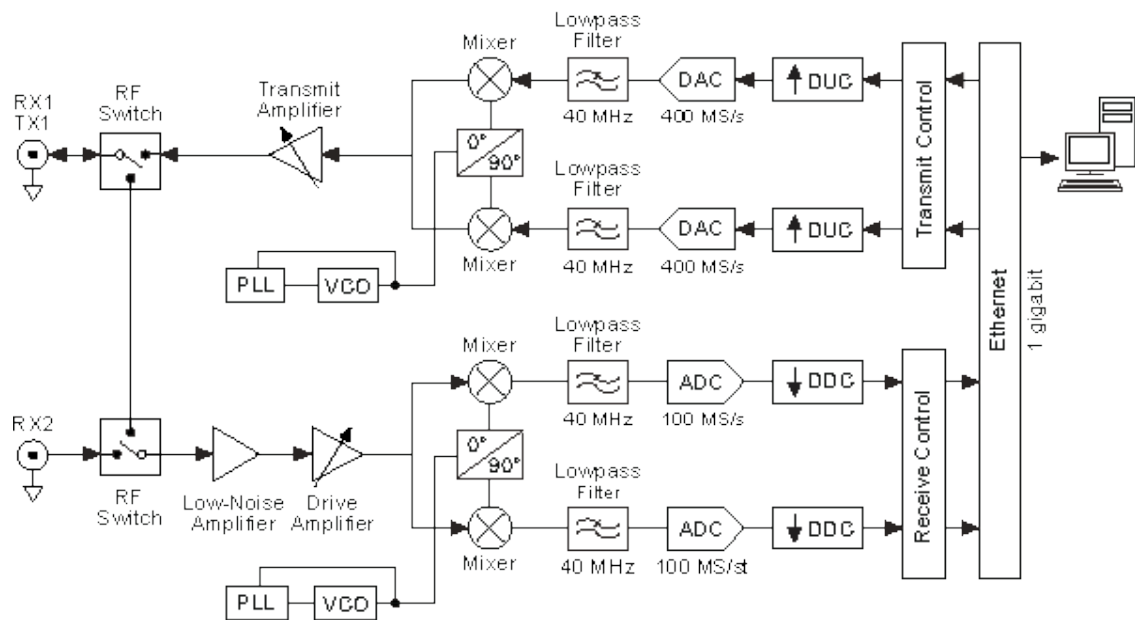 Lowpass
Filter
Mixer
DAC
DUC
40 MHz
400 MS/s
RX1
TX1
RF
Switch
Transmit
Amplifier
0°
90°
Lowpass
Filter
DAC
DUC
Mixer
40 MHz
400 MS/s
PLL
VCO
Transmit Control
Ethernet
1 gigabit
Lowpass
Filter
Mixer
ADC
DDC
40 MHz
100 MS/s
RX2
RF
Switch
Low-Noise
Amplifier
Drive
Amplifier
0°
90°
Lowpass
Filter
ADC
DDC
Mixer
40 MHz
100 MS/st
PLL
VCO
Receive Control